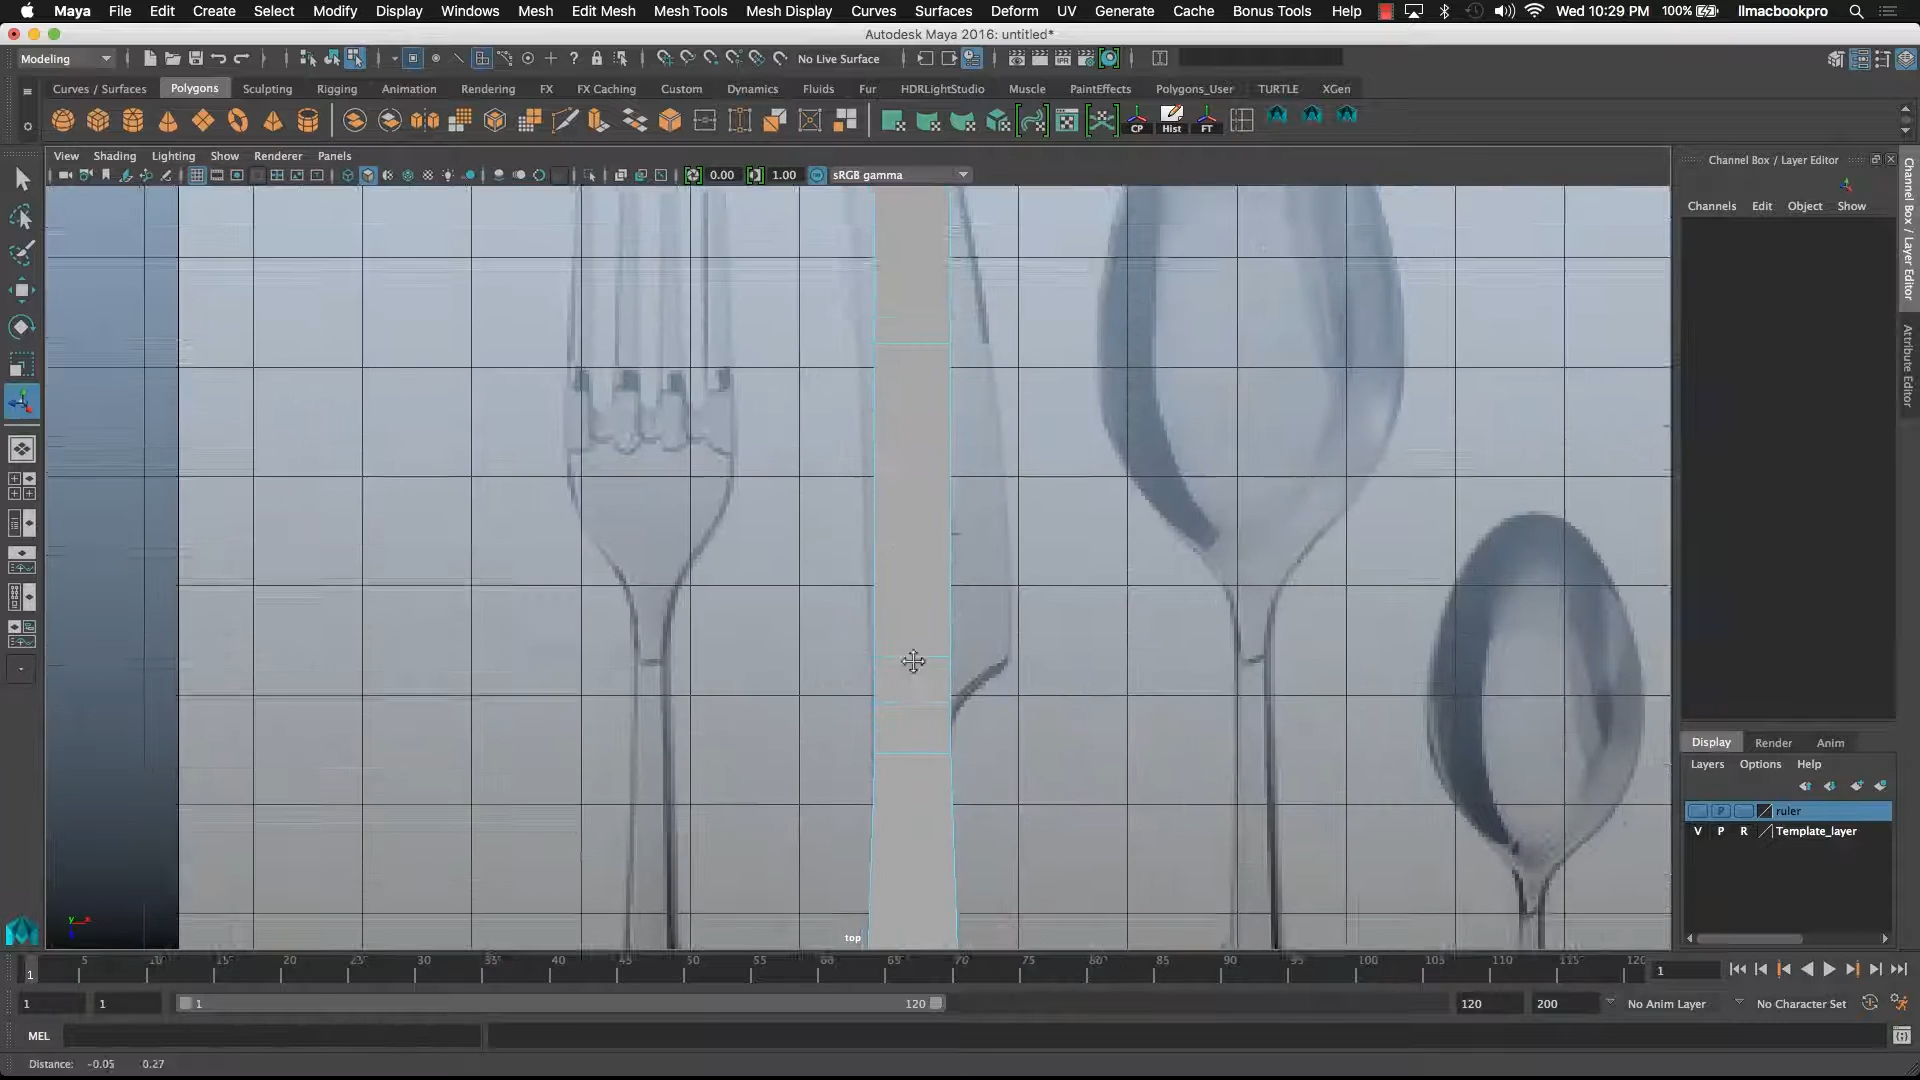 Maya File Edit Create Select Modify Display Windows Mesh Edit Mesh Mesh Tools Mesh Display Curves Surfaces Deform UV Generate Cache Bonus Tools Help Wed 10:29 PM 100% llmacbookpro
Autodesk Maya 2016: untitled*
Modeling No Live Surface
Curves / Surfaces Polygons Sculpting Rigging Animation Rendering FX FX Caching Custom Dynamics Fluids Fur HDRLightStudio Muscle PaintEffects Polygons_User TURTLE XGen
CP Hist FT
View Shading Lighting Show Renderer Panels
0.00 1.00 sRGB gamma
Channel Box / Layer Editor
Channels Edit Object Show
Channel Box / Layer Editor
Attribute Editor
Display Render Anim
Layers Options Help
P ruler
V P R Template_layer
y x
top
1 5 10 15 20 25 30 35 40 45 50 55 60 65 70 75 80 85 90 95 100 105 110 115 120 1
1 1 1 120 120 200 No Anim Layer No Character Set
MEL
Distance: -0.05 0.27